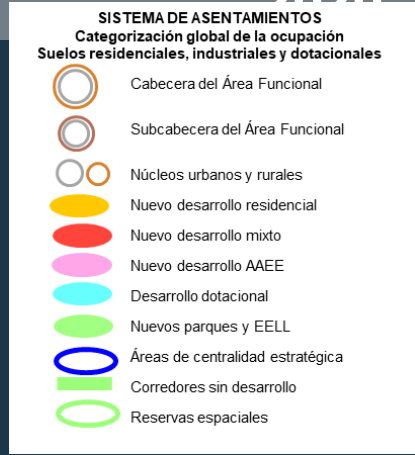 SISTEMA DE ASENTAMIENTOS
Categorización global de la ocupación
Suelos residenciales, industriales y dotacionales
Cabecera del Área Funcional
Subcabecera del Área Funcional
Núcleos urbanos y rurales
Nuevo desarrollo residencial
Nuevo desarrollo mixto
Nuevo desarrollo AAEE
Desarrollo dotacional
Nuevos parques y EELL
Áreas de centralidad estratégica
Corredores sin desarrollo
Reservas espaciales